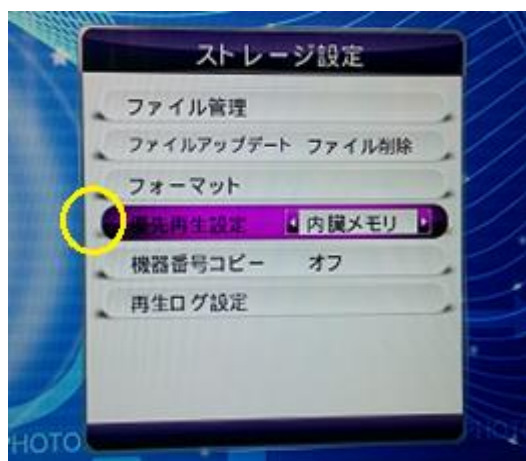 ストレージ設定
ファイル管理
ファイルアップデート ファイル削除
フォーマット
優先再生設定 内臓メモリ
機器番号コピー オフ
再生ログ設定
PHOTO
PHOTO